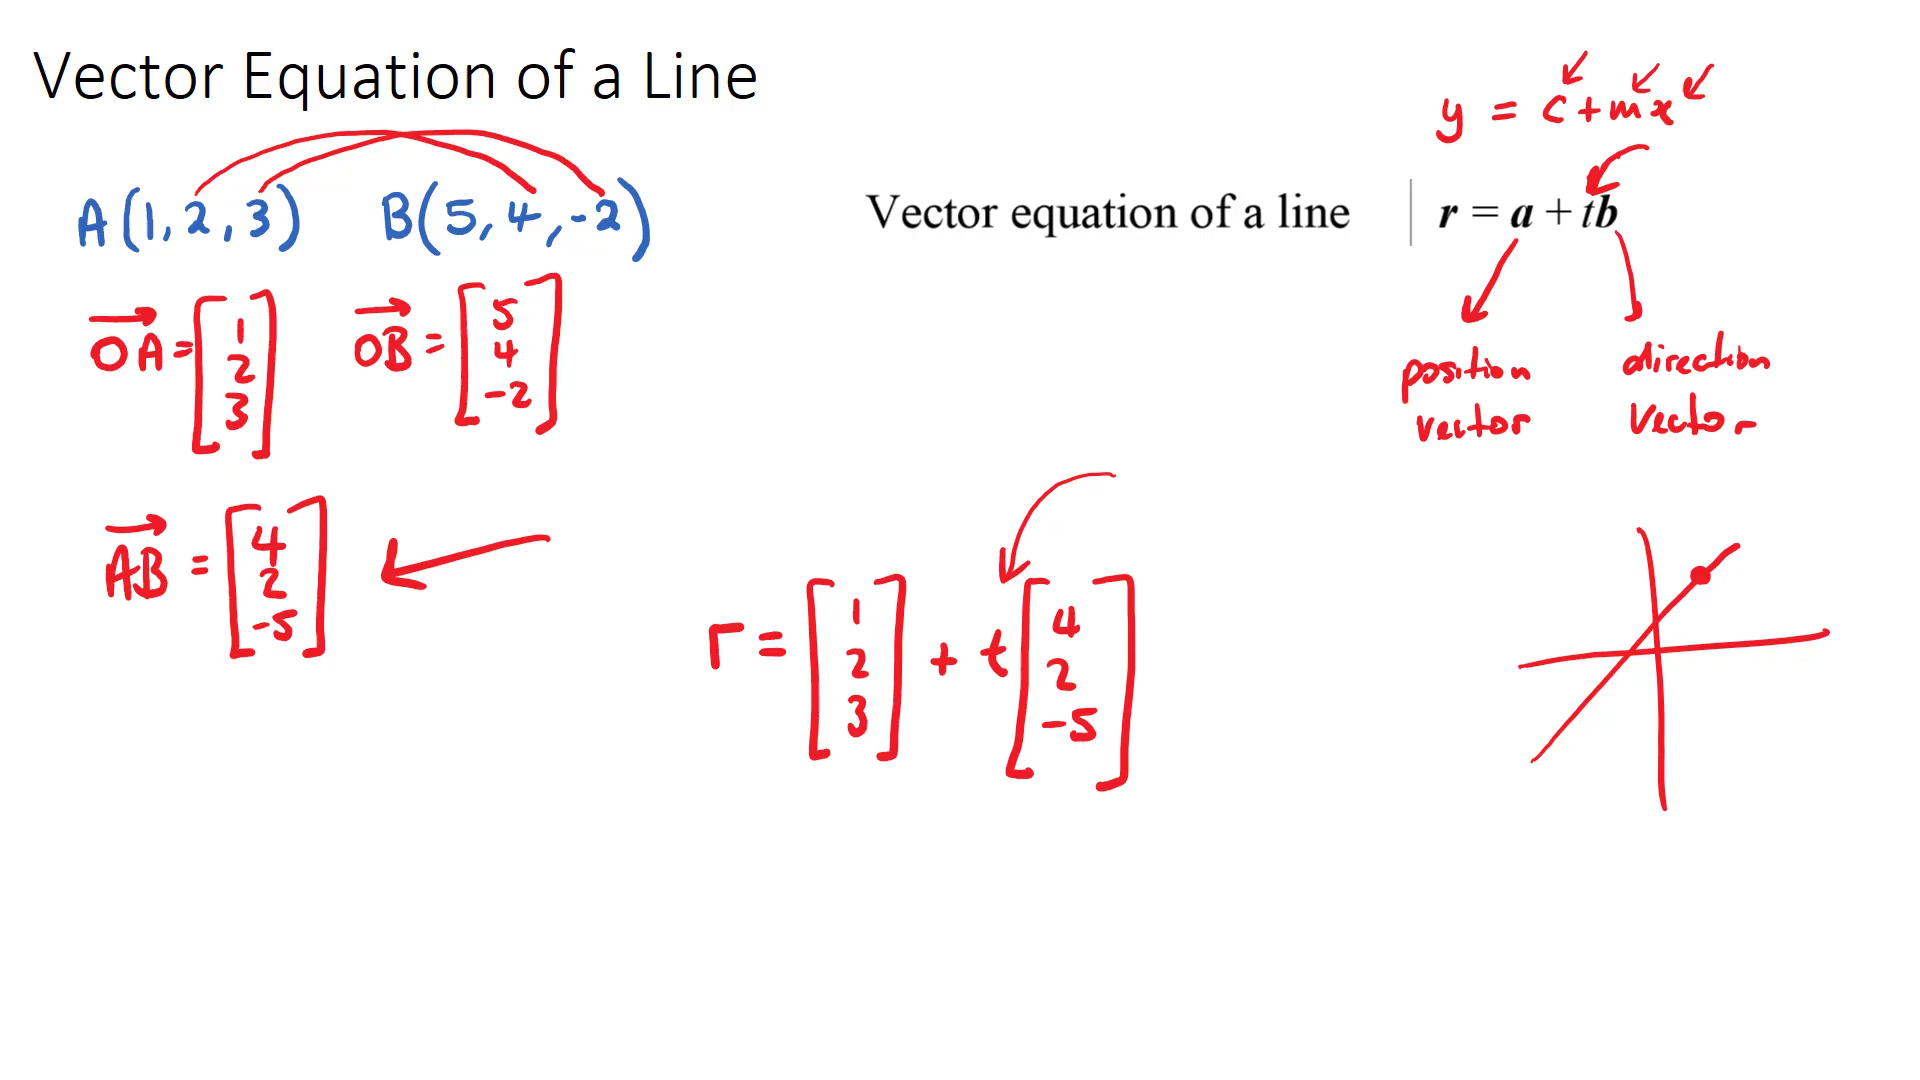 Vector Equation of a Line
y = c + mx
A(1, 2, 3) B(5, 4, -2)
Vector equation of a line r = a + tb
OA = [1 2 3] OB = [5 4 -2]
position vector
direction vector
AB = [4 2 -5]
r = [1 2 3] + t [4 2 -5]